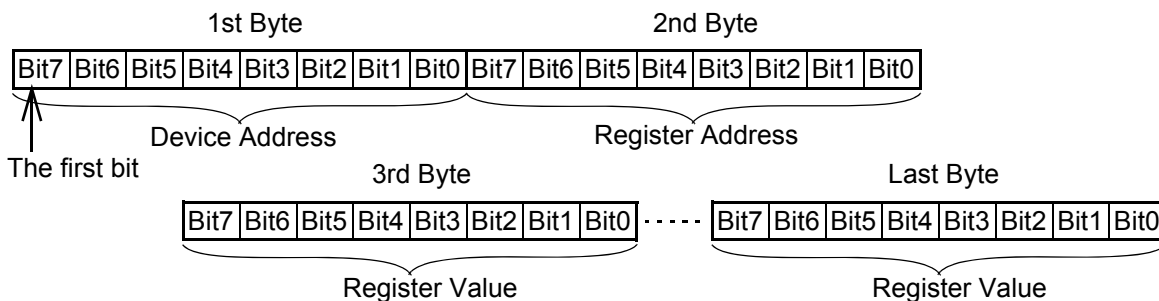 1st Byte 2nd Byte
Bit7 Bit6 Bit5 Bit4 Bit3 Bit2 Bit1 Bit0 Bit7 Bit6 Bit5 Bit4 Bit3 Bit2 Bit1 Bit0
Device Address Register Address
The first bit
3rd Byte Last Byte
Bit7 Bit6 Bit5 Bit4 Bit3 Bit2 Bit1 Bit0 Bit7 Bit6 Bit5 Bit4 Bit3 Bit2 Bit1 Bit0
Register Value Register Value